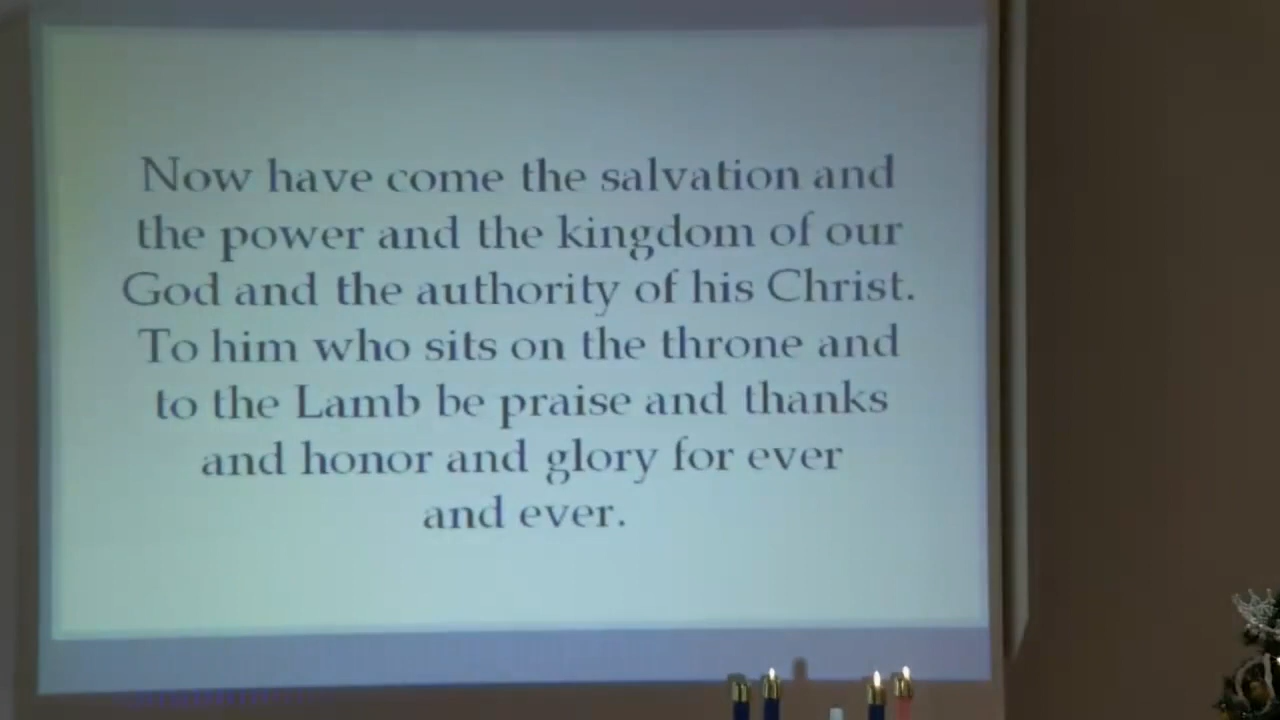 Now have come the salvation and
the power and the kingdom of our
God and the authority of his Christ.
To him who sits on the throne and
to the Lamb be praise and thanks
and honor and glory for ever
and ever.